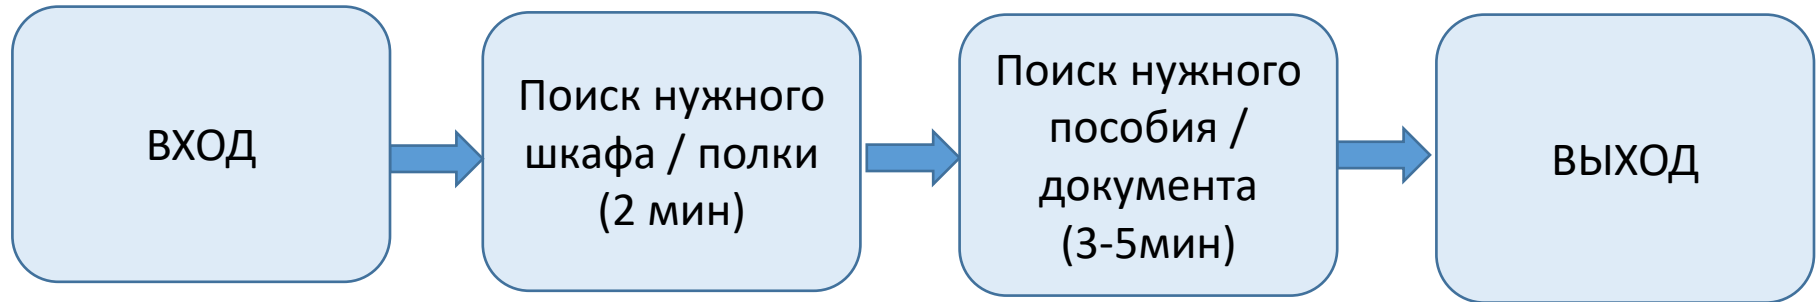 ВХОД
Поиск нужного
шкафа / полки
(2 мин)
Поиск нужного
пособия /
документа
(3-5мин)
ВЫХОД